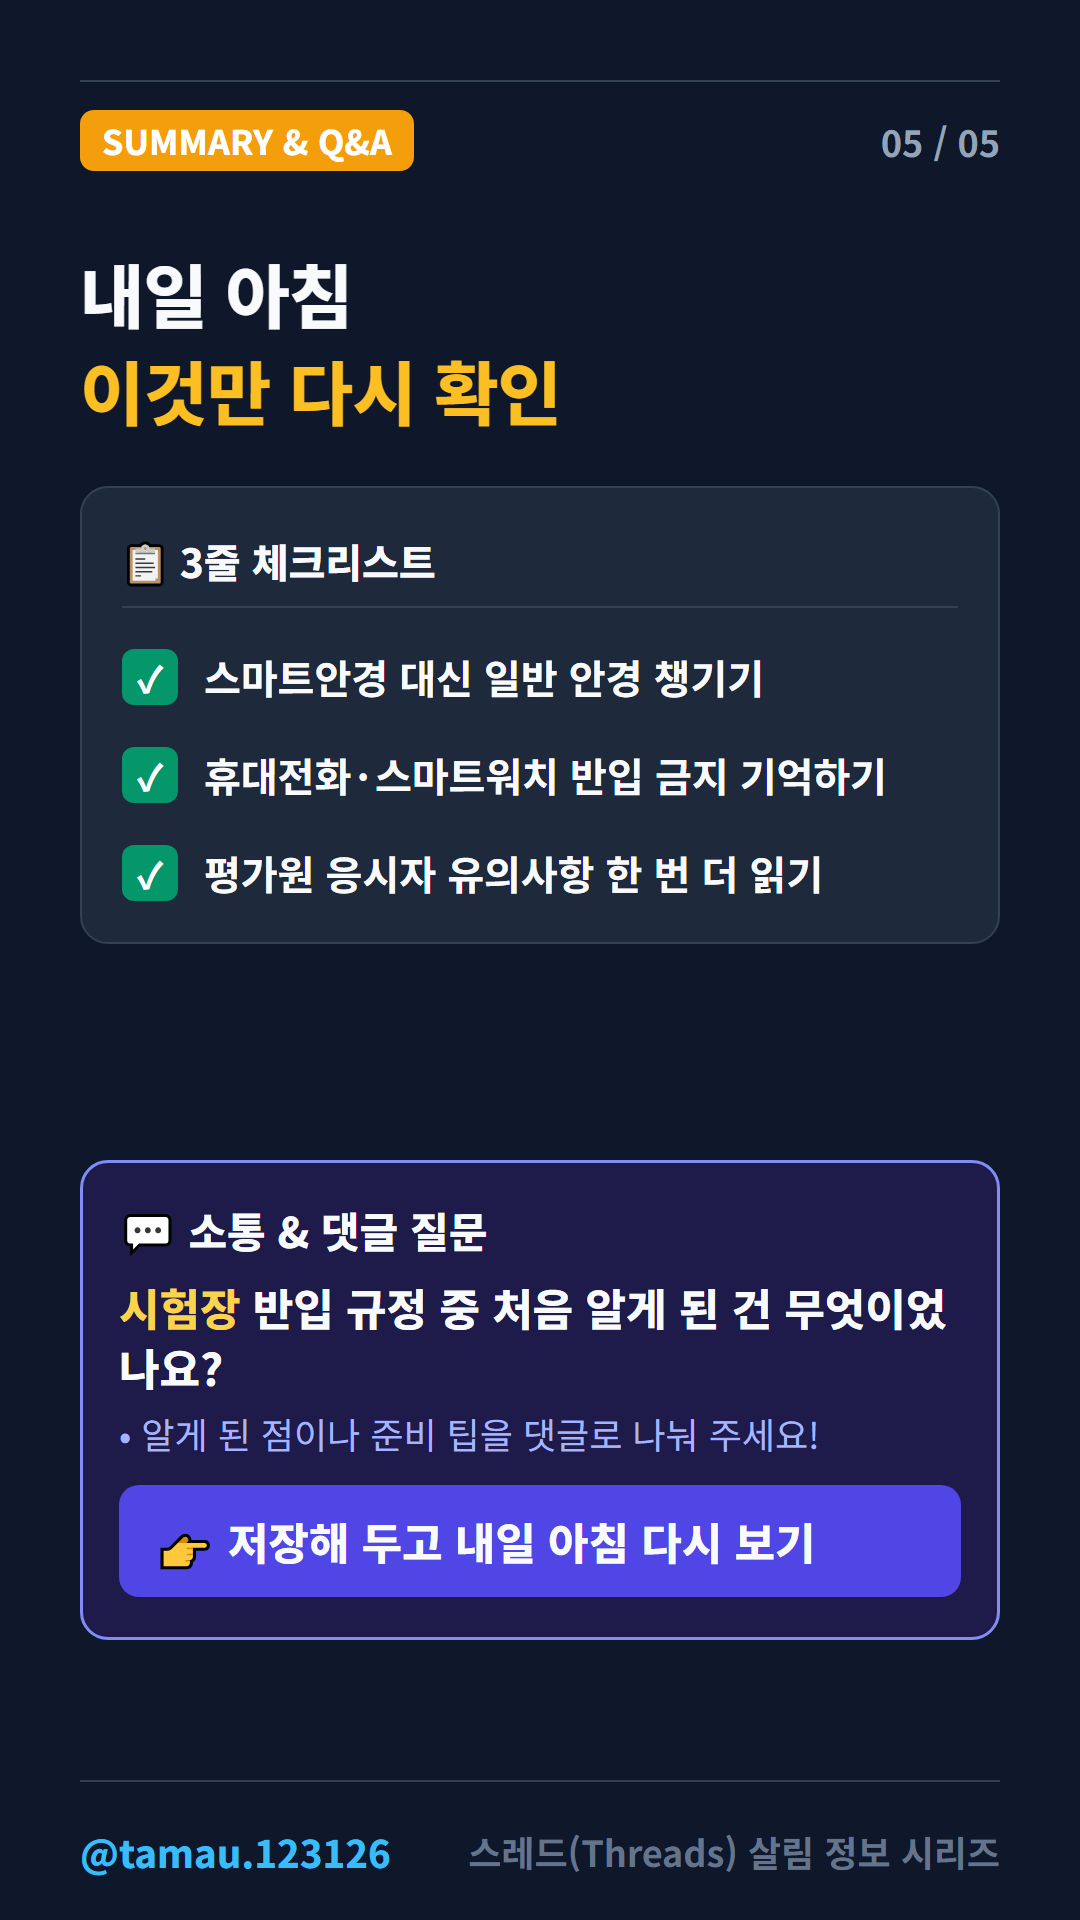 SUMMARY & Q&A
05 / 05
내일 아침
이것만 다시 확인
📋 3줄 체크리스트
✓ 스마트안경 대신 일반 안경 챙기기
✓ 휴대전화·스마트워치 반입 금지 기억하기
✓ 평가원 응시자 유의사항 한 번 더 읽기
💬 소통 & 댓글 질문
시험장 반입 규정 중 처음 알게 된 건 무엇이었
나요?
• 알게 된 점이나 준비 팁을 댓글로 나눠 주세요!
👉 저장해 두고 내일 아침 다시 보기
@tamau.123126
스레드(Threads) 살림 정보 시리즈